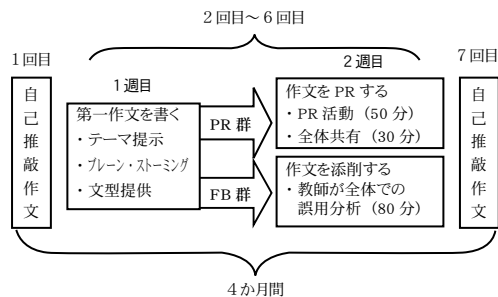 2回目～6回目
1回目
7回目
1週目
2週目
自己推敲作文
第一作文を書く
・テーマ提示
・ブレーン・ストーミング
・文型提供
PR 群
FB 群
作文を PR する
・PR 活動（50 分）
・全体共有（30 分）
作文を添削する
・教師が全体での
誤用分析（80 分）
自己推敲作文
4か月間